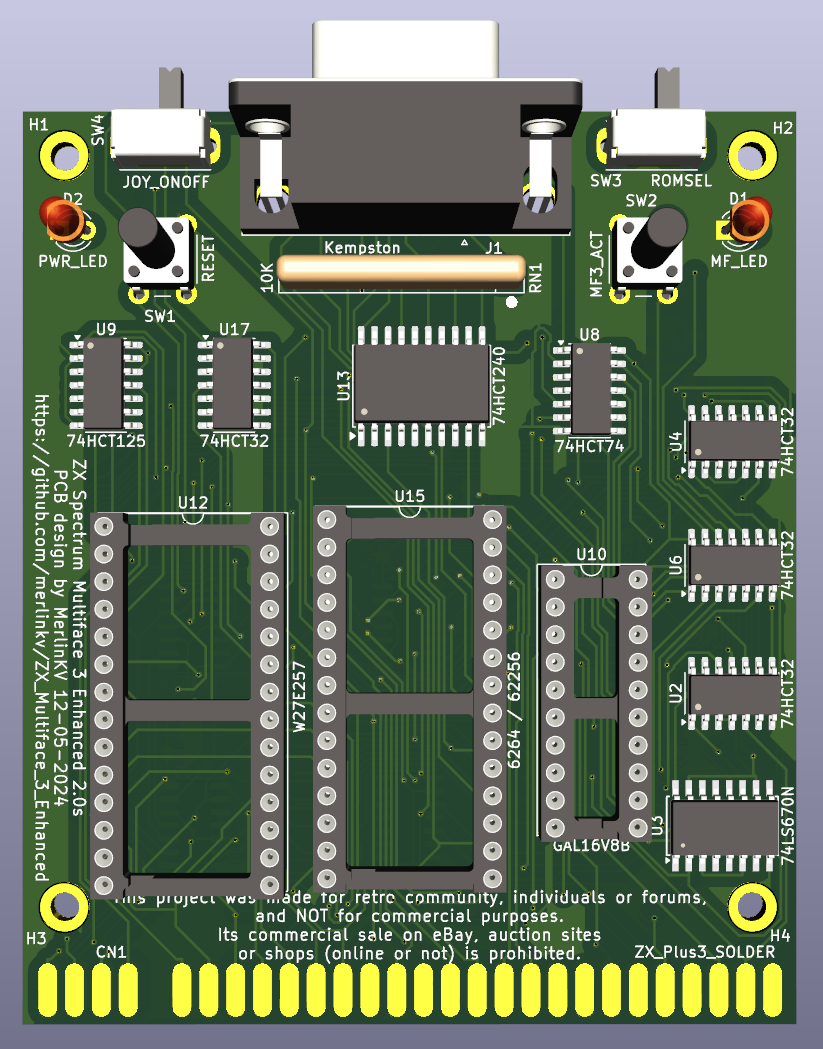 H1
SW4
H2
JOY_ONOFF
SW3
ROMSEL
D2
SW2
D1
PWR_LED
RESET
Kempston
J1
MF3_ACT
MF_LED
10K
RN1
SW1
U9
U17
U8
U13
74HCT240
74HCT125
74HCT32
74HCT74
U4
74HCT32
https://github.com/merlinkv/ZX_Multiface_3_Enhanced
PCB design by MerlinKV 12-05-2024
ZX Spectrum Multiface 3 Enhanced 2.0s
U12
U15
U10
U6
74HCT32
W27E257
6264 / 62256
U2
74HCT32
U3
74LS670N
GAL16V8B
This project was made for retro community, individuals or forums,
and NOT for commercial purposes.
Its commercial sale on eBay, auction sites
or shops (online or not) is prohibited.
H3
H4
CN1
ZX_Plus3_SOLDER